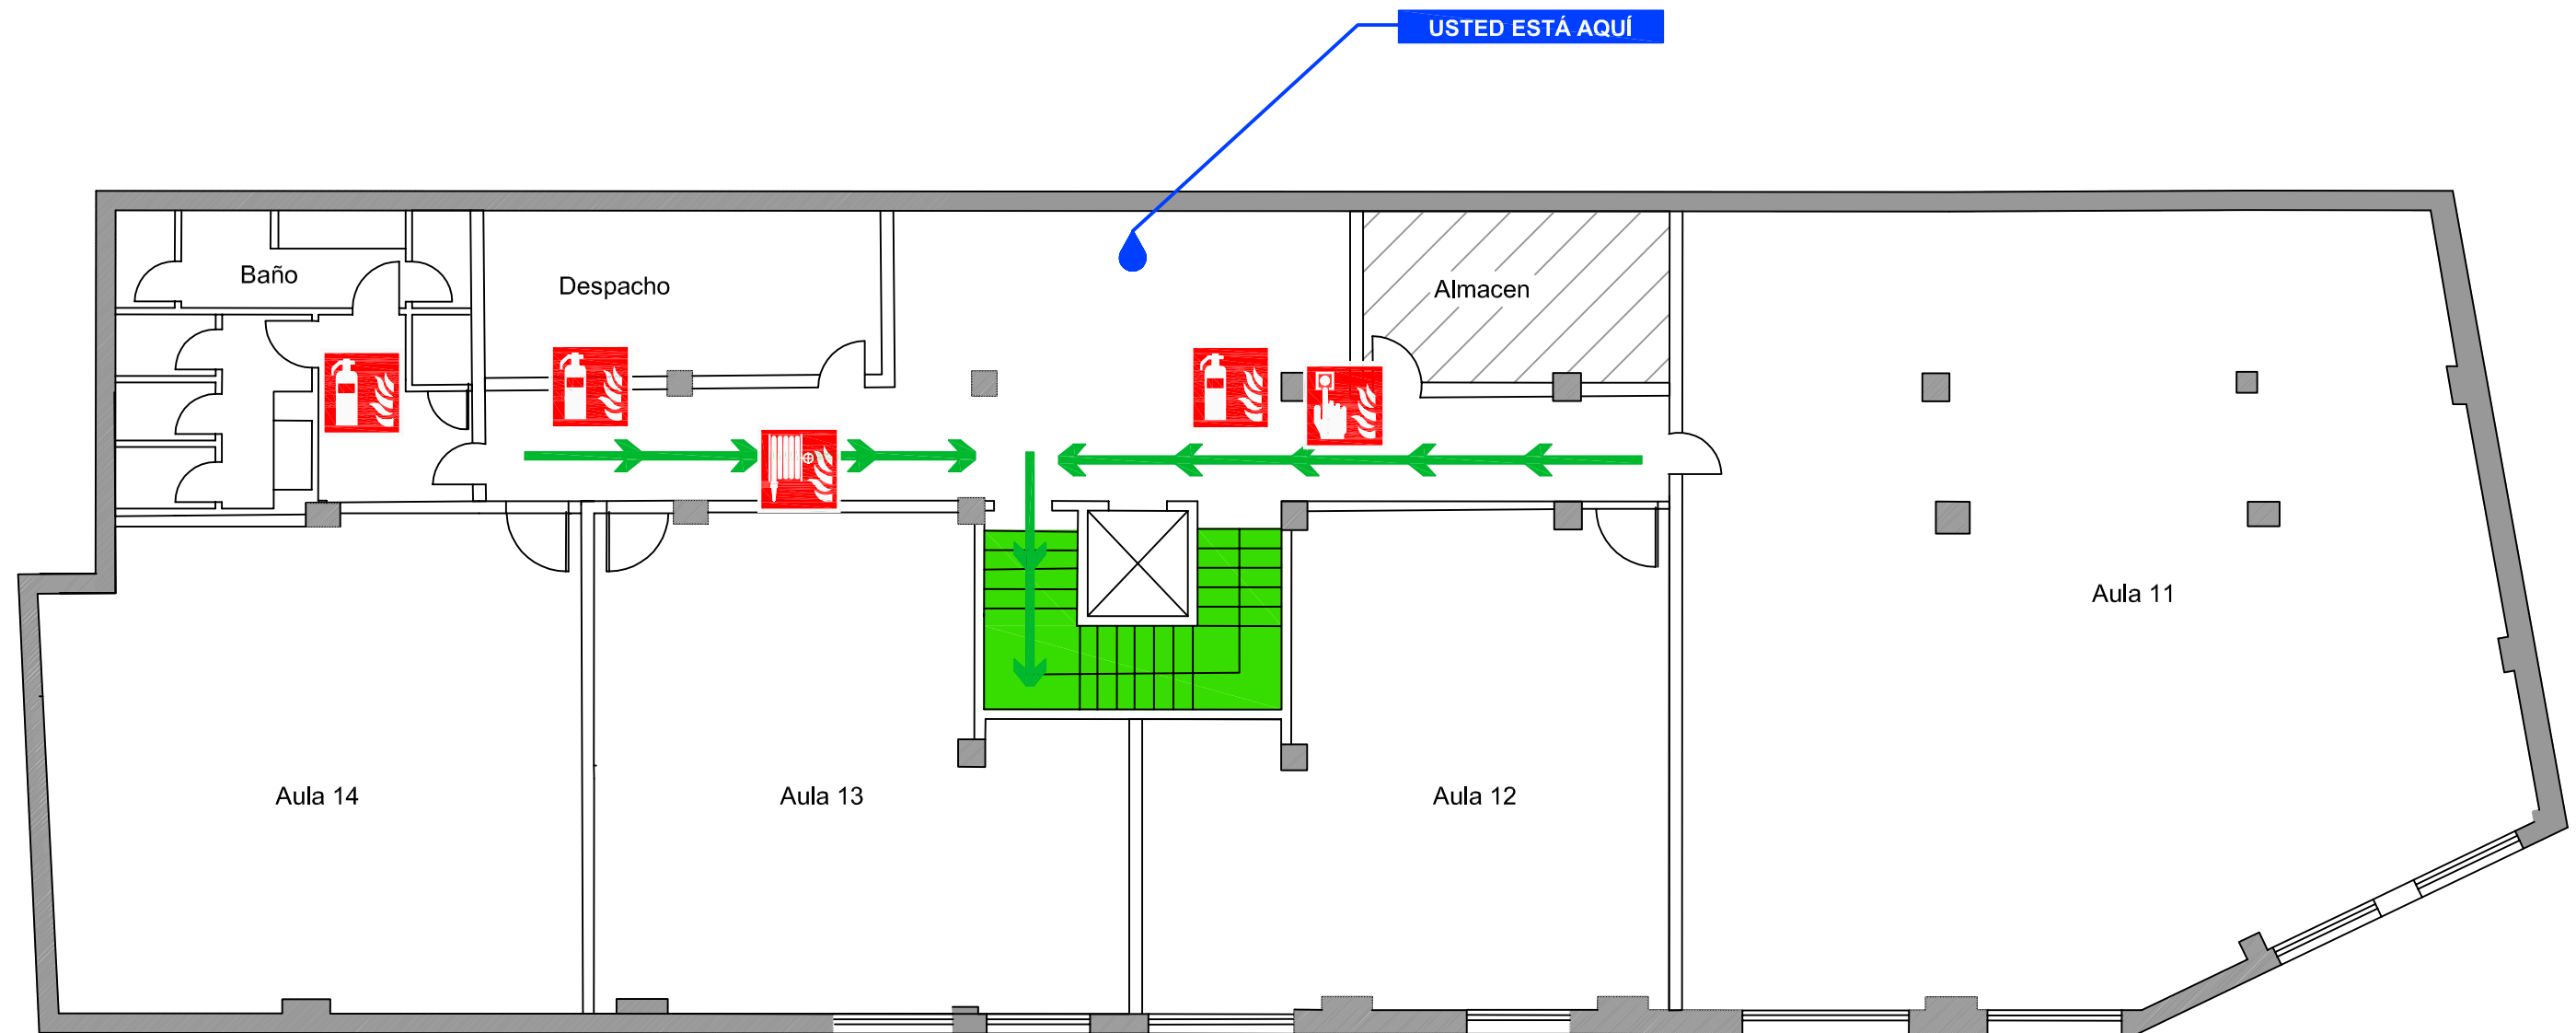 USTED ESTÁ AQUÍ
Baño
Despacho
Almacen
Aula 11
Aula 14
Aula 13
Aula 12